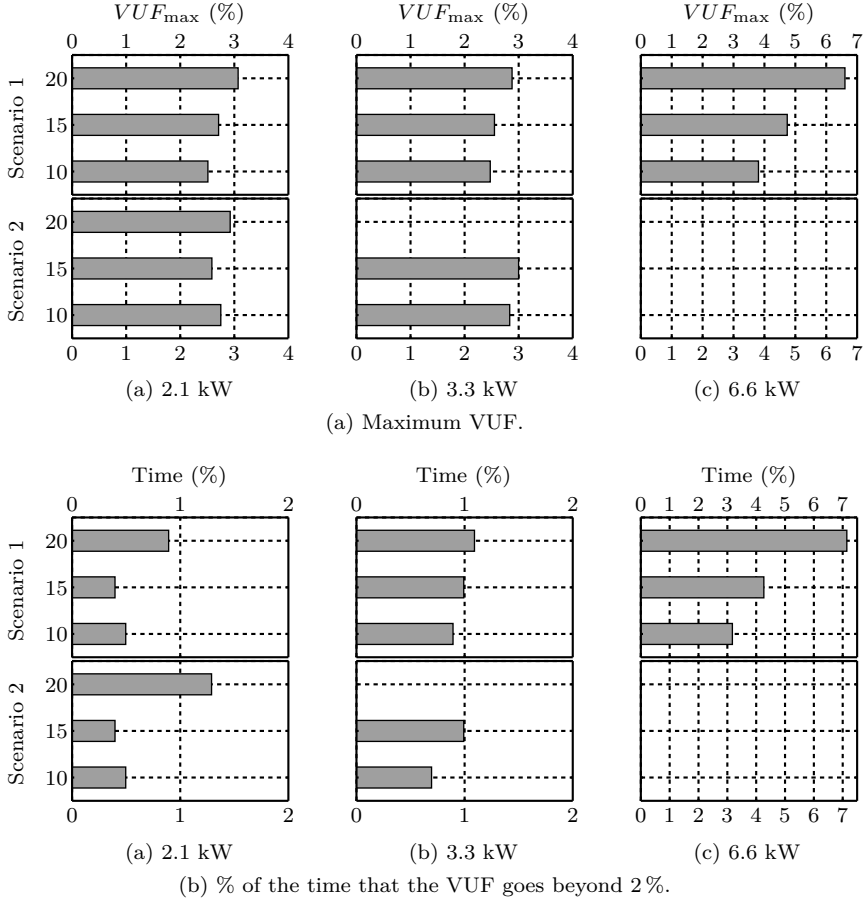 VUFmax (%) VUFmax (%) VUFmax (%)
0 1 2 3 4 0 1 2 3 4 0 1 2 3 4 5 6 7
Scenario 1
20
15
10
Scenario 2
20
15
10
0 1 2 3 4 0 1 2 3 4 0 1 2 3 4 5 6 7
(a) 2.1 kW (b) 3.3 kW (c) 6.6 kW
(a) Maximum VUF.
Time (%) Time (%) Time (%)
0 1 2 0 1 2 0 1 2 3 4 5 6 7
Scenario 1
20
15
10
Scenario 2
20
15
10
0 1 2 0 1 2 0 1 2 3 4 5 6 7
(a) 2.1 kW (b) 3.3 kW (c) 6.6 kW
(b) % of the time that the VUF goes beyond 2 %.